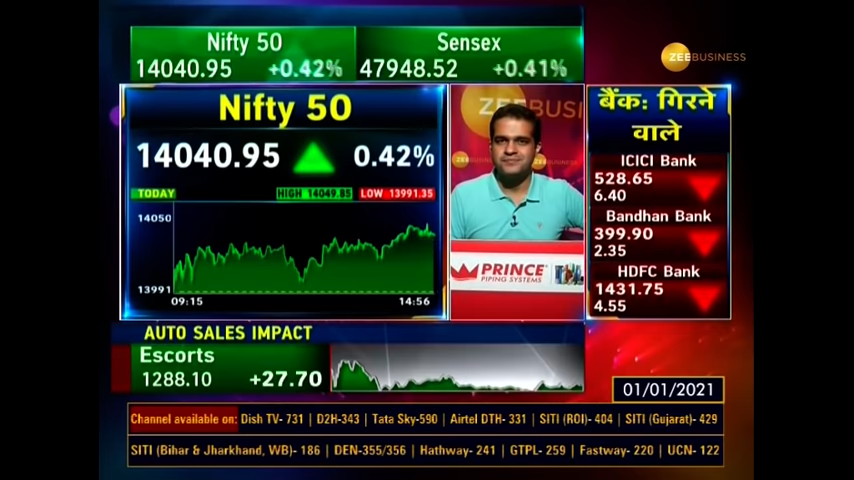 Nifty 50
14040.95 +0.42%
Sensex
47948.52 +0.41%
ZEEBUSINESS
Nifty 50
14040.95 0.42%
TODAY HIGH 14049.85 LOW 13991.35
14050
13991
09:15 14:56
ZEEBUSI
ZEEBUSINESS
PRINCE
PIPING SYSTEMS
बैंक: गिरने
वाले
ICICI Bank
528.65
6.40
Bandhan Bank
399.90
2.35
HDFC Bank
1431.75
4.55
AUTO SALES IMPACT
Escorts
1288.10 +27.70
01/01/2021
Channel available on: Dish TV- 731 | D2H-343 | Tata Sky-590 | Airtel DTH- 331 | SITI (ROI)- 404 | SITI (Gujarat)- 429
SITI (Bihar & Jharkhand, WB)- 186 | DEN-355/356 | Hathway- 241 | GTPL- 259 | Fastway- 220 | UCN- 122